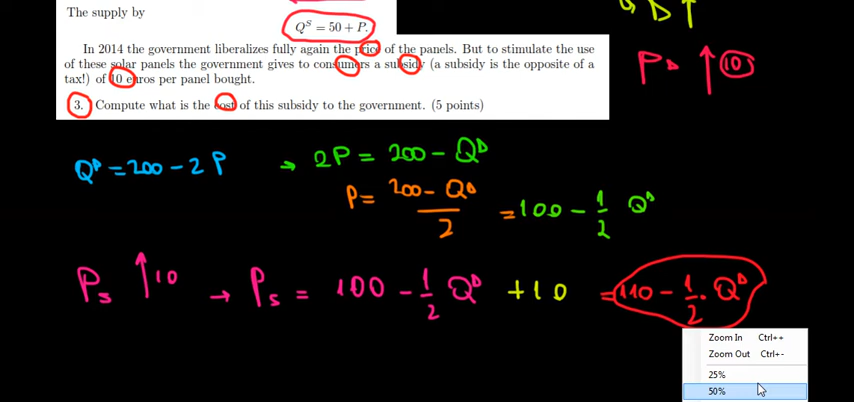 The supply by
Q^S = 50 + P.
In 2014 the government liberalizes fully again the price of the panels. But to stimulate the use
of these solar panels the government gives to consumers a subsidy (a subsidy is the opposite of a
tax!) of 10 euros per panel bought.
3. Compute what is the cost of this subsidy to the government. (5 points)
D ↑
P_D ↑ 10
Q^D = 200 - 2P → 2P = 200 - Q^D
P = (200 - Q^D)/2 = 100 - 1/2 Q^D
P_s ↑ 10 → P_s = 100 - 1/2 Q^D + 10 = 110 - 1/2 . Q^D
Zoom In Ctrl++
Zoom Out Ctrl+-
25%
50%